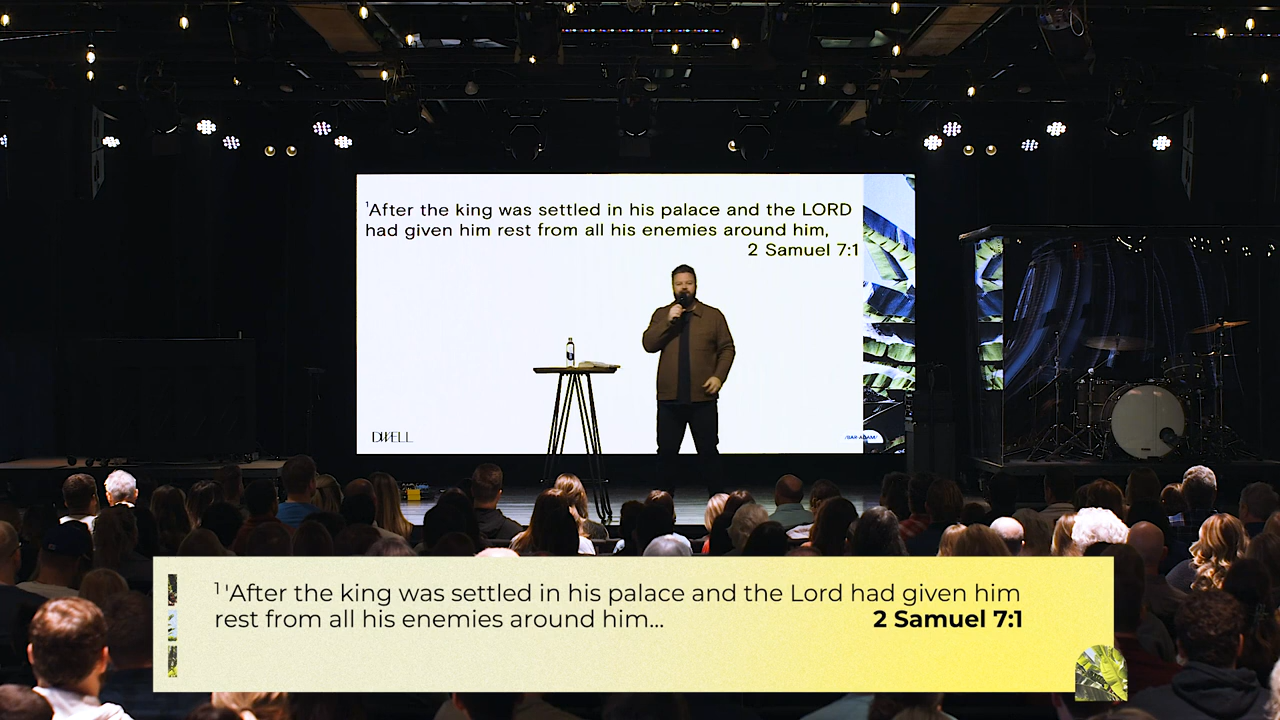 ¹After the king was settled in his palace and the LORD
had given him rest from all his enemies around him,
2 Samuel 7:1
DWELL
/BAR·ADAM/
¹ 'After the king was settled in his palace and the Lord had given him
rest from all his enemies around him...
2 Samuel 7:1